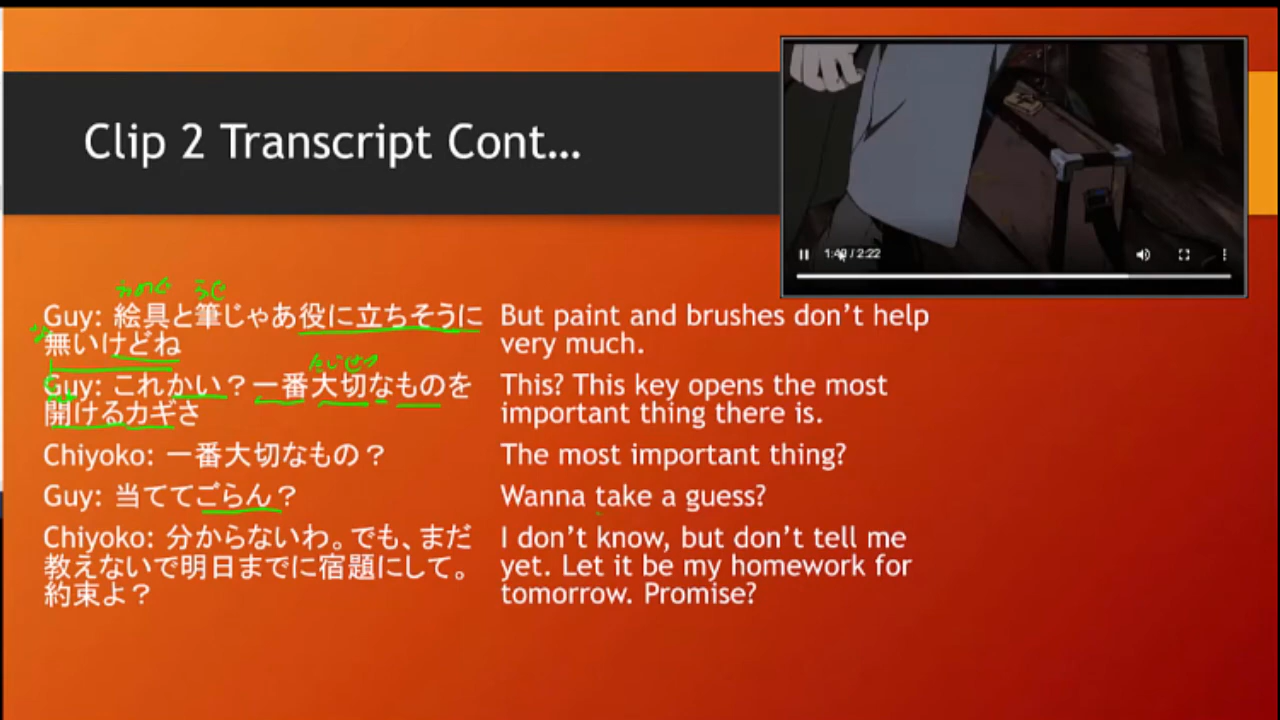 Clip 2 Transcript Cont...
Guy: 絵具と筆じゃあ役に立ちそうに
無いけどね
Guy: これかい？一番大切なものを
開けるカギさ
Chiyoko: 一番大切なもの？
Guy: 当ててごらん？
Chiyoko: 分からないわ。でも、まだ
教えないで明日までに宿題にして。
約束よ？
But paint and brushes don’t help
very much.
This? This key opens the most
important thing there is.
The most important thing?
Wanna take a guess?
I don’t know, but don’t tell me
yet. Let it be my homework for
tomorrow. Promise?